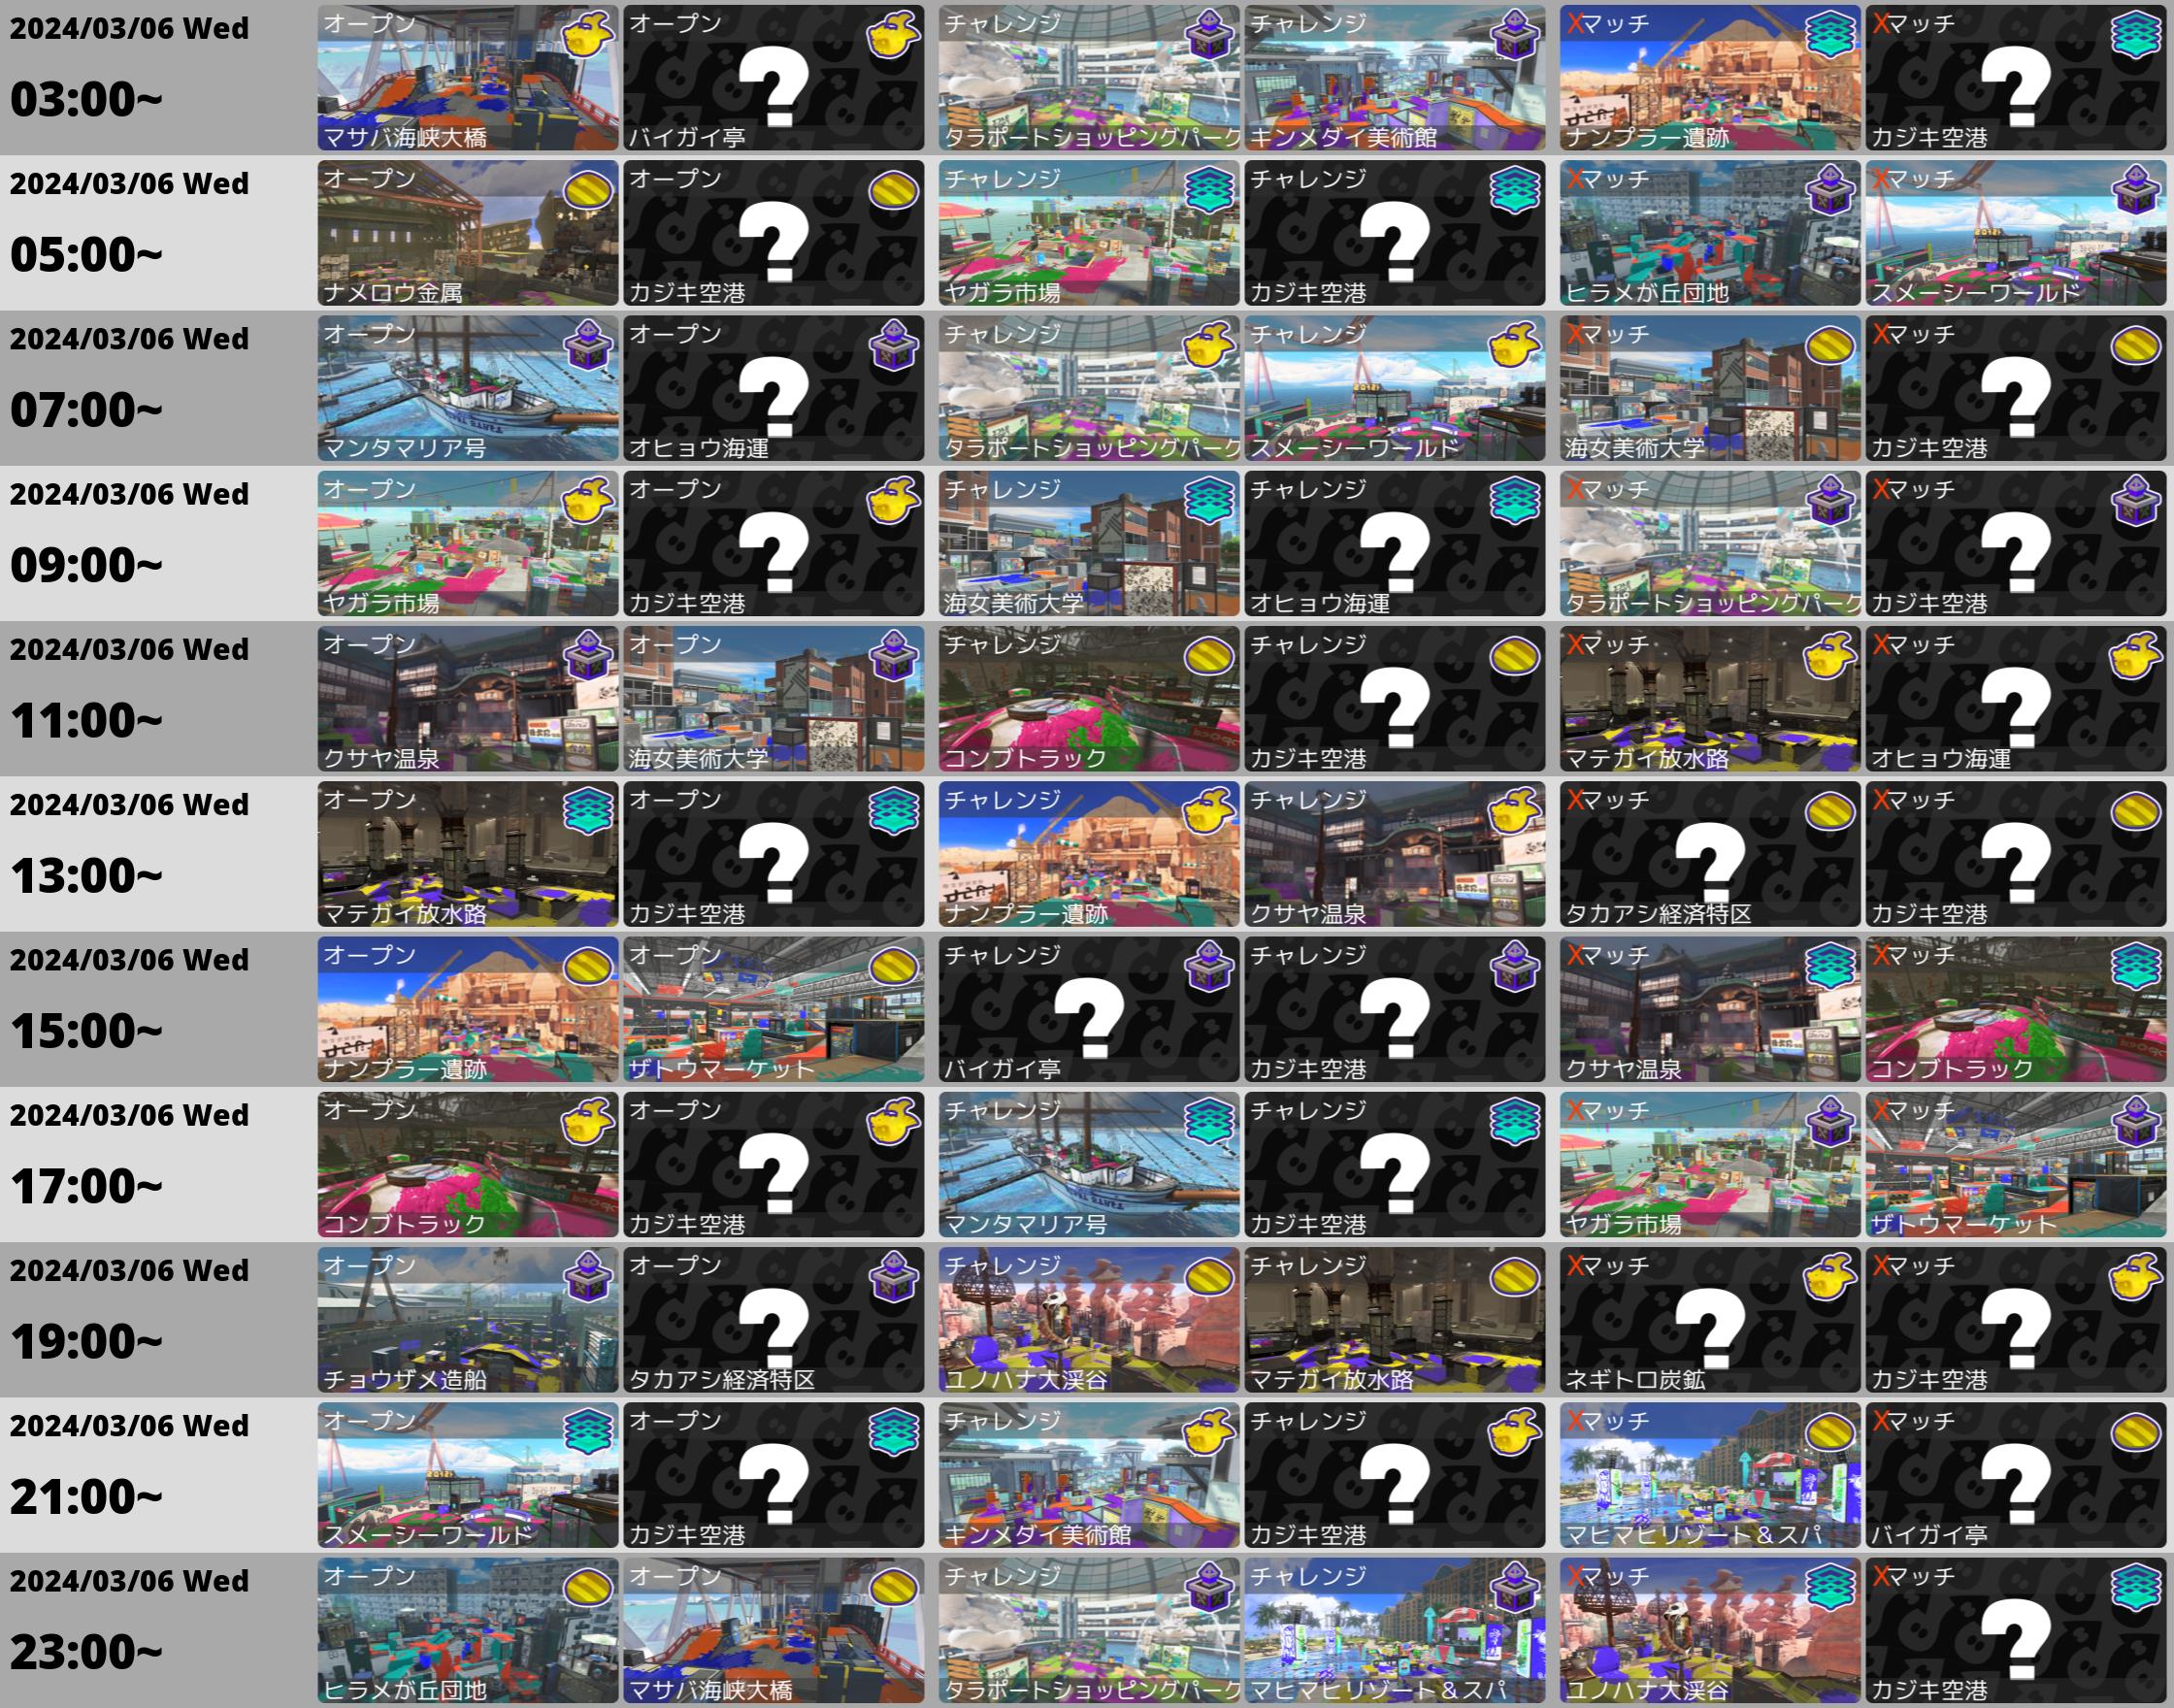 2024/03/06 Wed
03:00~
オープン
マサバ海峡大橋
オープン
バイガイ亭
チャレンジ
タラポートショッピングパーク
チャレンジ
キンメダイ美術館
Xマッチ
ナンプラー遺跡
Xマッチ
カジキ空港
2024/03/06 Wed
05:00~
オープン
ナメロウ金属
オープン
カジキ空港
チャレンジ
ヤガラ市場
チャレンジ
カジキ空港
Xマッチ
ヒラメが丘団地
Xマッチ
スメーシーワールド
2024/03/06 Wed
07:00~
オープン
マンタマリア号
オープン
オヒョウ海運
チャレンジ
タラポートショッピングパーク
チャレンジ
スメーシーワールド
Xマッチ
海女美術大学
Xマッチ
カジキ空港
2024/03/06 Wed
09:00~
オープン
ヤガラ市場
オープン
カジキ空港
チャレンジ
海女美術大学
チャレンジ
オヒョウ海運
Xマッチ
タラポートショッピングパーク
Xマッチ
カジキ空港
2024/03/06 Wed
11:00~
オープン
クサヤ温泉
オープン
海女美術大学
チャレンジ
コンブトラック
チャレンジ
カジキ空港
Xマッチ
マテガイ放水路
Xマッチ
オヒョウ海運
2024/03/06 Wed
13:00~
オープン
マテガイ放水路
オープン
カジキ空港
チャレンジ
ナンプラー遺跡
チャレンジ
クサヤ温泉
Xマッチ
タカアシ経済特区
Xマッチ
カジキ空港
2024/03/06 Wed
15:00~
オープン
ナンプラー遺跡
オープン
ザトウマーケット
チャレンジ
バイガイ亭
チャレンジ
カジキ空港
Xマッチ
クサヤ温泉
Xマッチ
コンブトラック
2024/03/06 Wed
17:00~
オープン
コンブトラック
オープン
カジキ空港
チャレンジ
マンタマリア号
チャレンジ
カジキ空港
Xマッチ
ヤガラ市場
Xマッチ
ザトウマーケット
2024/03/06 Wed
19:00~
オープン
チョウザメ造船
オープン
タカアシ経済特区
チャレンジ
ユノハナ大渓谷
チャレンジ
マテガイ放水路
Xマッチ
ネギトロ炭鉱
Xマッチ
カジキ空港
2024/03/06 Wed
21:00~
オープン
スメーシーワールド
オープン
カジキ空港
チャレンジ
キンメダイ美術館
チャレンジ
カジキ空港
Xマッチ
マヒマヒリゾート＆スパ
Xマッチ
バイガイ亭
2024/03/06 Wed
23:00~
オープン
ヒラメが丘団地
オープン
マサバ海峡大橋
チャレンジ
タラポートショッピングパーク
チャレンジ
マヒマヒリゾート＆スパ
Xマッチ
ユノハナ大渓谷
Xマッチ
カジキ空港